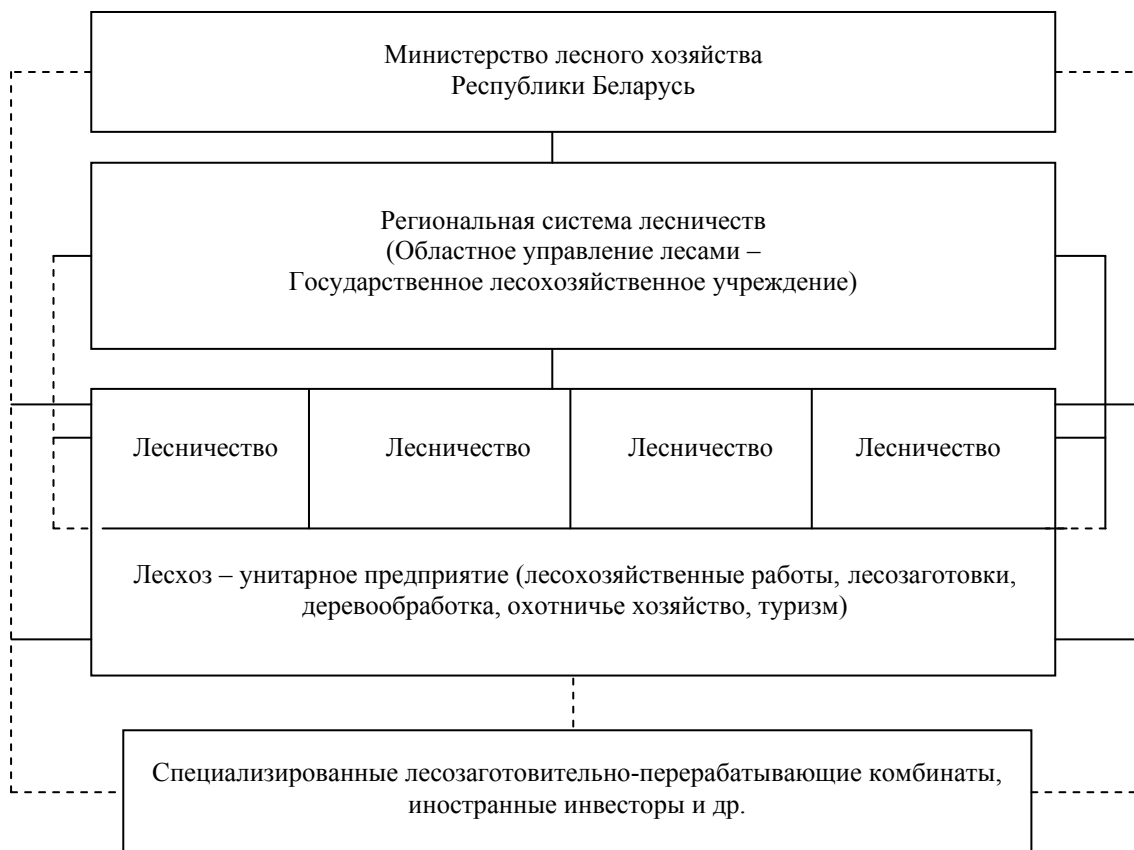 Министерство лесного хозяйства
Республики Беларусь
Региональная система лесничеств
(Областное управление лесами –
Государственное лесохозяйственное учреждение)
Лесничество Лесничество Лесничество Лесничество
Лесхоз – унитарное предприятие (лесохозяйственные работы, лесозаготовки,
деревообработка, охотничье хозяйство, туризм)
Специализированные лесозаготовительно-перерабатывающие комбинаты,
иностранные инвесторы и др.